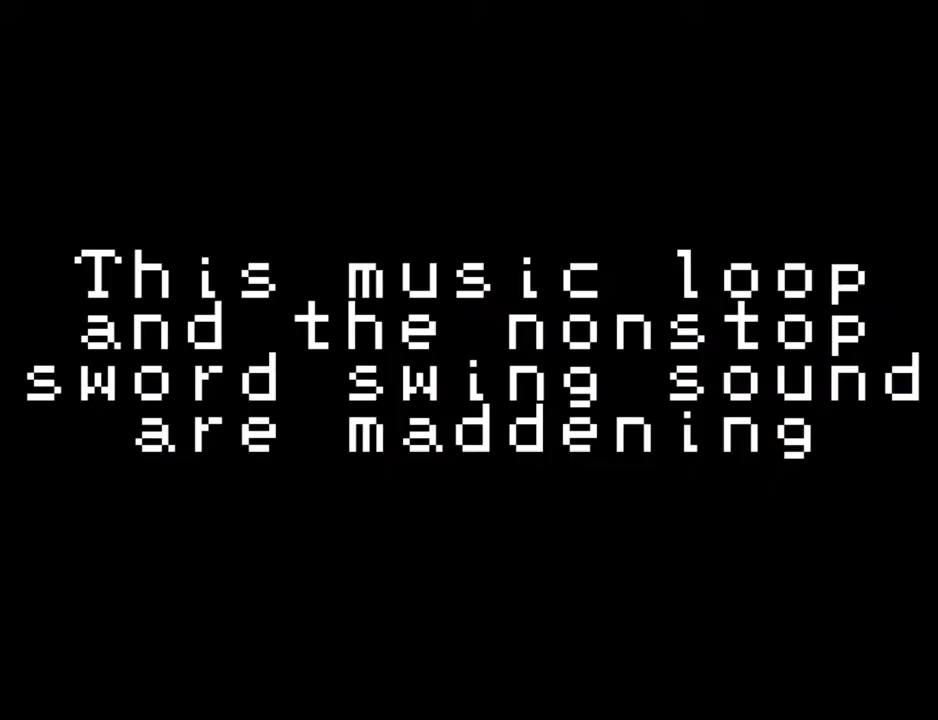 This music loop
and the nonstop
sword swing sound
are maddening